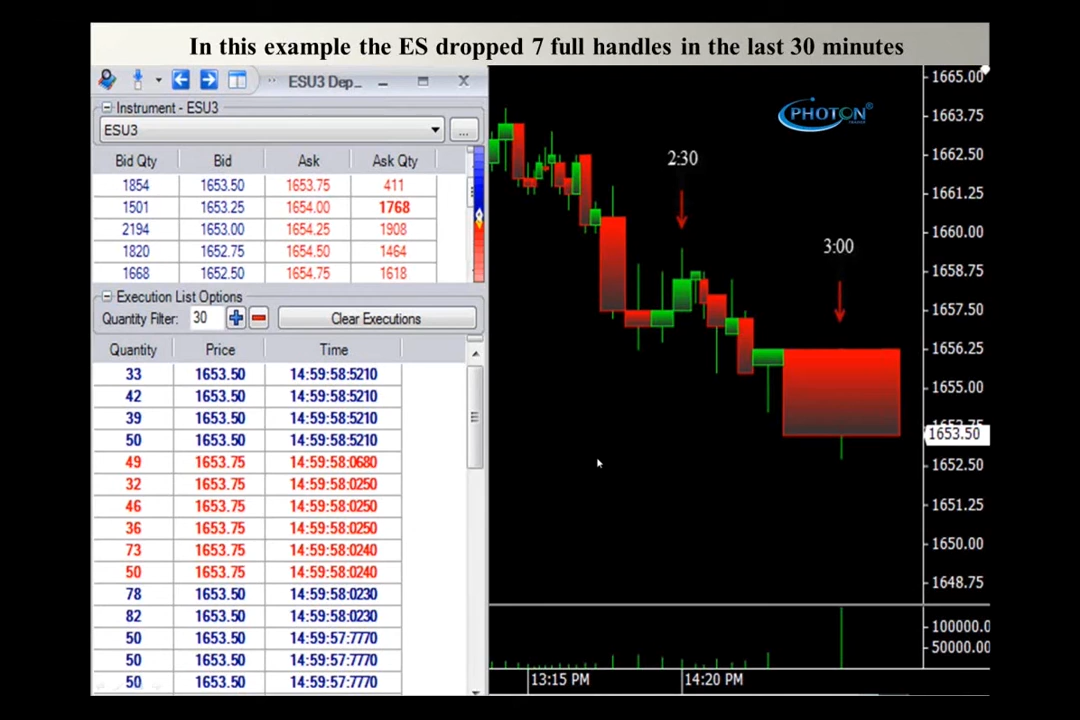 In this example the ES dropped 7 full handles in the last 30 minutes
ESU3 Dep...
Instrument - ESU3
ESU3
...
Bid Qty Bid Ask Ask Qty
1854 1653.50 1653.75 411
1501 1653.25 1654.00 1768
2194 1653.00 1654.25 1908
1820 1652.75 1654.50 1464
1668 1652.50 1654.75 1618
Execution List Options
Quantity Filter: 30
Clear Executions
Quantity Price Time
33 1653.50 14:59:58:5210
42 1653.50 14:59:58:5210
39 1653.50 14:59:58:5210
50 1653.50 14:59:58:5210
49 1653.75 14:59:58:0680
32 1653.75 14:59:58:0250
46 1653.75 14:59:58:0250
36 1653.75 14:59:58:0250
73 1653.75 14:59:58:0240
50 1653.75 14:59:58:0240
78 1653.50 14:59:58:0230
82 1653.50 14:59:58:0230
50 1653.50 14:59:57:7770
50 1653.50 14:59:57:7770
50 1653.50 14:59:57:7770
PHOTON®
2:30
3:00
1665.00
1663.75
1662.50
1661.25
1660.00
1658.75
1657.50
1656.25
1655.00
1653.75
1653.50
1652.50
1651.25
1650.00
1648.75
100000.0
50000.00
13:15 PM
14:20 PM